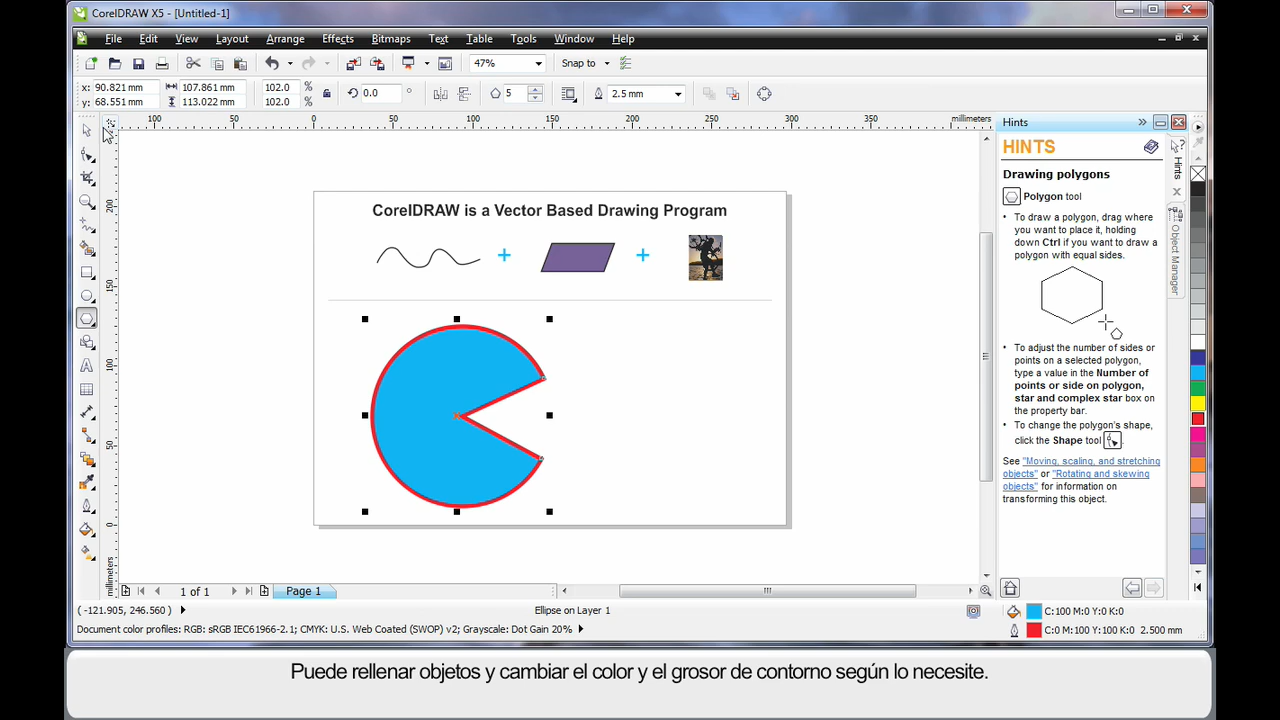 CorelDRAW X5 - [Untitled-1]
File Edit View Layout Arrange Effects Bitmaps Text Table Tools Window Help
47% Snap to
x: 90.821 mm 107.861 mm 102.0 % 0.0 ° 5 2.5 mm
y: 68.551 mm 113.022 mm 102.0 %
100 50 0 50 100 150 200 250 300 350 millimeters
200
150
100
50
0
millimeters
CorelDRAW is a Vector Based Drawing Program
Hints
HINTS
Drawing polygons
Polygon tool
• To draw a polygon, drag where
you want to place it, holding
down Ctrl if you want to draw a
polygon with equal sides.
• To adjust the number of sides or
points on a selected polygon,
type a value in the Number of
points or side on polygon,
star and complex star box on
the property bar.
• To change the polygon's shape,
click the Shape tool .
See "Moving, scaling, and stretching
objects" or "Rotating and skewing
objects" for information on
transforming this object.
Hints
Object Manager
1 of 1 Page 1
( -121.905, 246.560 ) Ellipse on Layer 1 C:100 M:0 Y:0 K:0
Document color profiles: RGB: sRGB IEC61966-2.1; CMYK: U.S. Web Coated (SWOP) v2; Grayscale: Dot Gain 20% C:0 M:100 Y:100 K:0 2.500 mm
Puede rellenar objetos y cambiar el color y el grosor de contorno según lo necesite.